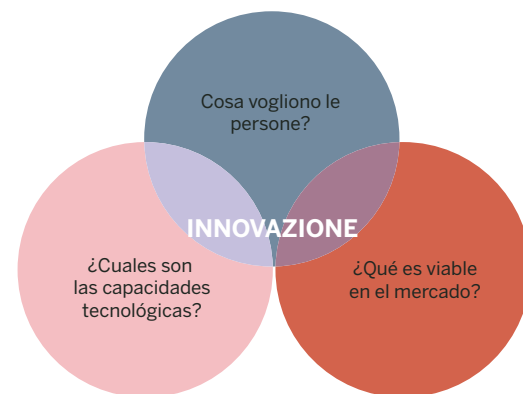 Cosa vogliono le
persone?
INNOVAZIONE
¿Cuales son
las capacidades
tecnológicas?
¿Qué es viable
en el mercado?